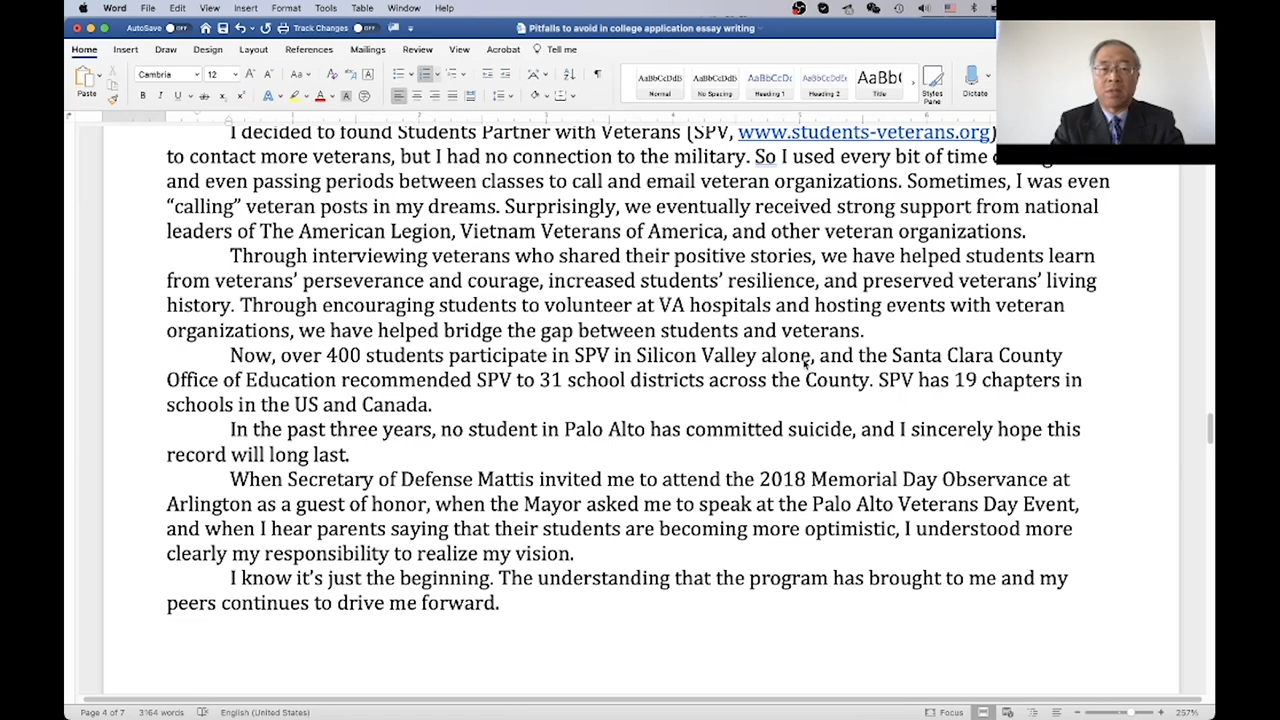 Word File Edit View Insert Format Tools Table Window Help
AutoSave OFF Track Changes OFF Pitfalls to avoid in college application essay writing
Home Insert Draw Design Layout References Mailings Review View Acrobat Tell me
Paste Cambria 12 AaBbCcDdE Normal AaBbCcDdE No Spacing AaBbCcDc Heading 1 AaBbCcDdE Heading 2 AaBb( Title Styles Pane Dictate
1 2 3 4 5 6
I decided to found Students Partner with Veterans (SPV, www.students-veterans.org)
to contact more veterans, but I had no connection to the military. So I used every bit of time
and even passing periods between classes to call and email veteran organizations. Sometimes, I was even
“calling” veteran posts in my dreams. Surprisingly, we eventually received strong support from national
leaders of The American Legion, Vietnam Veterans of America, and other veteran organizations.
Through interviewing veterans who shared their positive stories, we have helped students learn
from veterans’ perseverance and courage, increased students’ resilience, and preserved veterans’ living
history. Through encouraging students to volunteer at VA hospitals and hosting events with veteran
organizations, we have helped bridge the gap between students and veterans.
Now, over 400 students participate in SPV in Silicon Valley alone, and the Santa Clara County
Office of Education recommended SPV to 31 school districts across the County. SPV has 19 chapters in
schools in the US and Canada.
In the past three years, no student in Palo Alto has committed suicide, and I sincerely hope this
record will long last.
When Secretary of Defense Mattis invited me to attend the 2018 Memorial Day Observance at
Arlington as a guest of honor, when the Mayor asked me to speak at the Palo Alto Veterans Day Event,
and when I hear parents saying that their students are becoming more optimistic, I understood more
clearly my responsibility to realize my vision.
I know it’s just the beginning. The understanding that the program has brought to me and my
peers continues to drive me forward.
Page 4 of 7 3164 words English (United States) Focus 257%